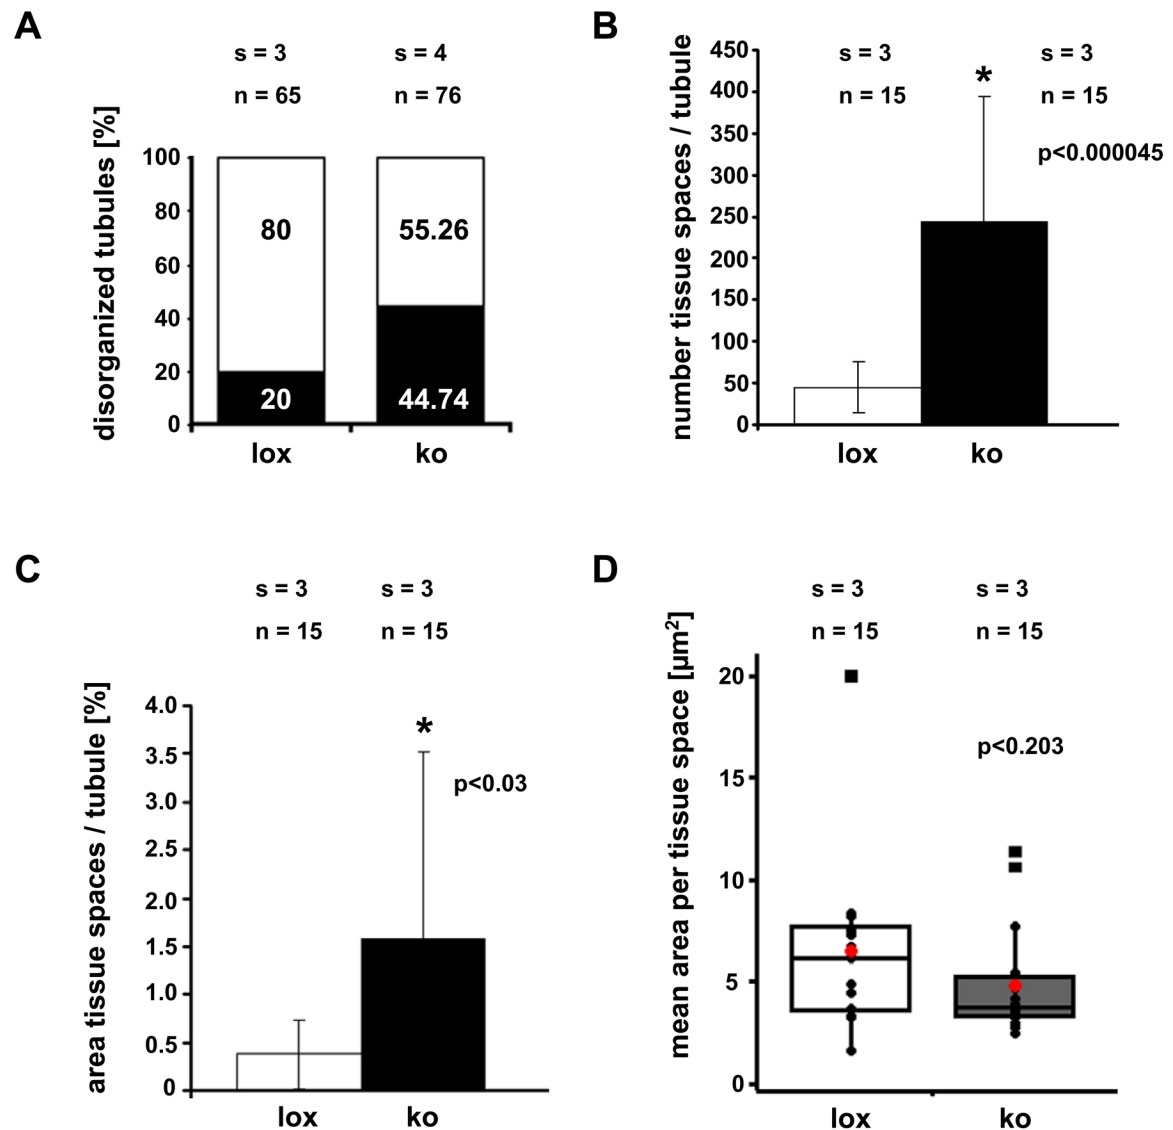 A
s = 3
s = 4
n = 65
n = 76
disorganized tubules [%]
100
80
60
40
20
0
80
55.26
20
44.74
lox
ko
B
s = 3
s = 3
n = 15
n = 15
*
p<0.000045
number tissue spaces / tubule
450
400
350
300
250
200
150
100
50
0
lox
ko
C
s = 3
s = 3
n = 15
n = 15
area tissue spaces / tubule [%]
4.0
3.5
3.0
2.5
2.0
1.5
1.0
0.5
0
*
p<0.03
lox
ko
D
s = 3
s = 3
n = 15
n = 15
mean area per tissue space [µm²]
20
15
10
5
0
p<0.203
lox
ko